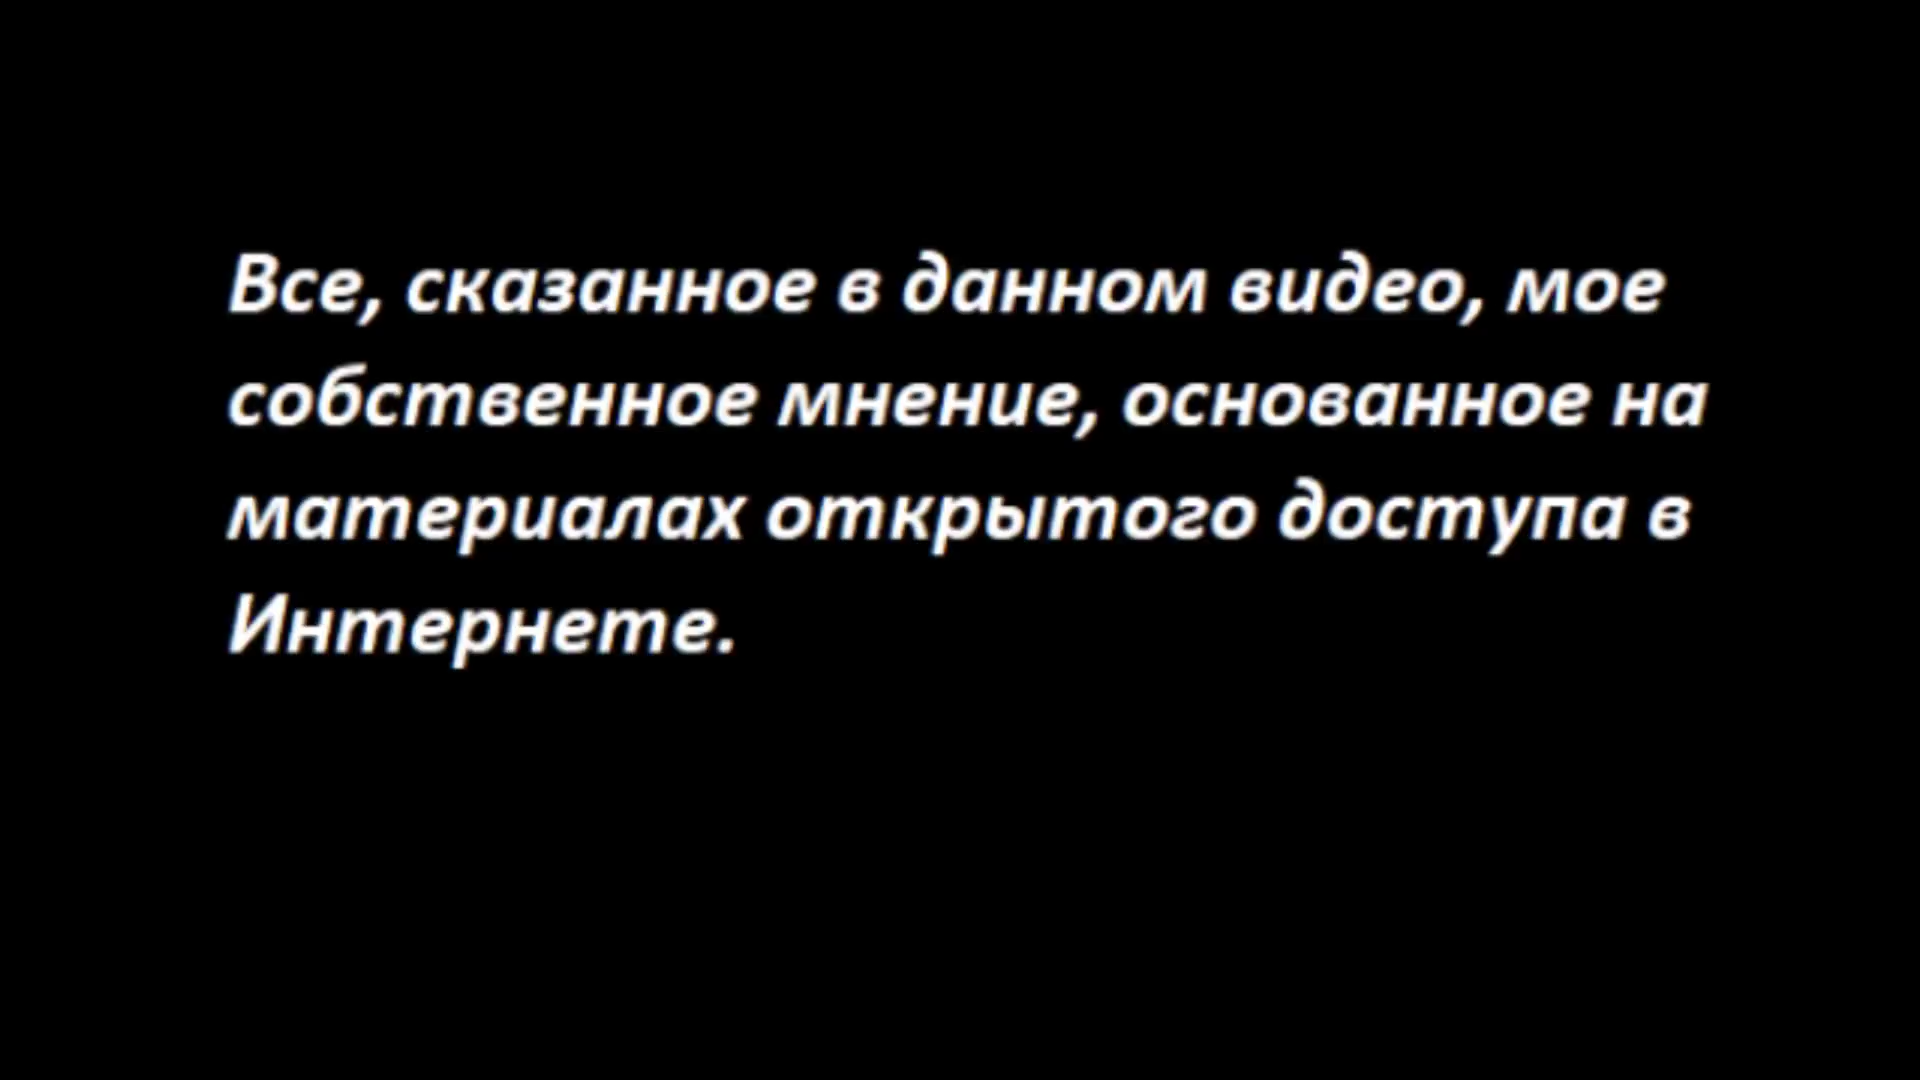 Все, сказанное в данном видео, мое
собственное мнение, основанное на
материалах открытого доступа в
Интернете.